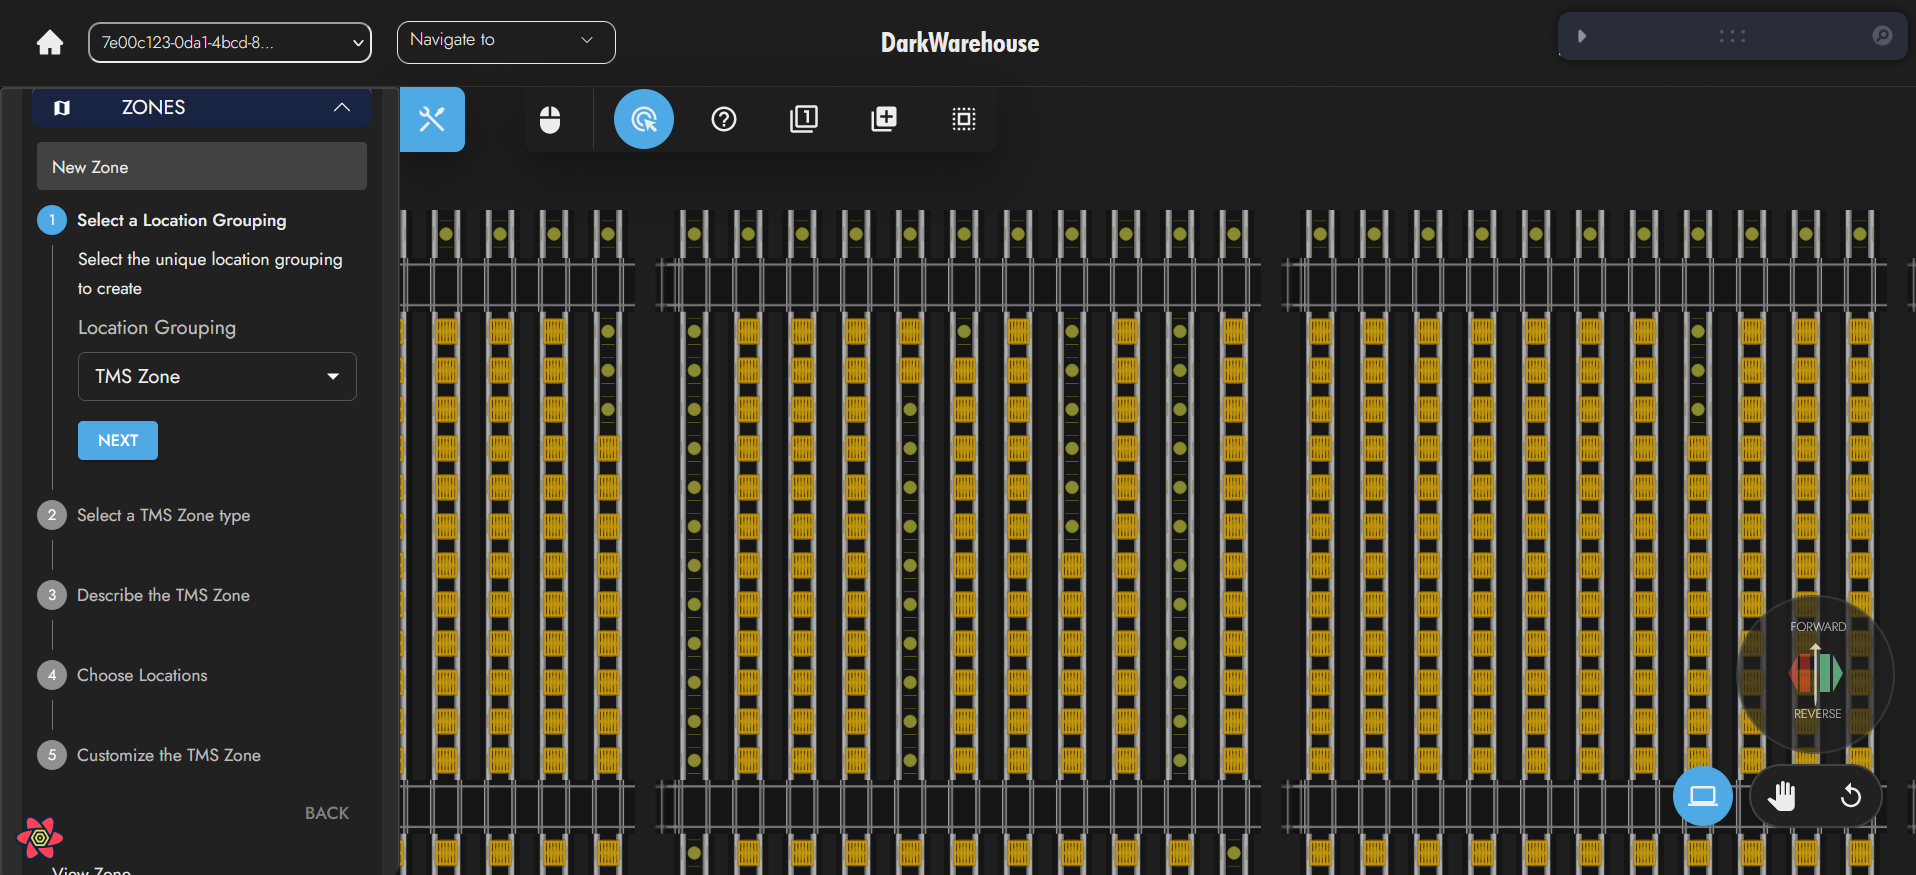 7e00c123-0da1-4bcd-8...
Navigate to
DarkWarehouse
ZONES
1
New Zone
1 Select a Location Grouping
Select the unique location grouping
to create
Location Grouping
TMS Zone
NEXT
2 Select a TMS Zone type
3 Describe the TMS Zone
4 Choose Locations
5 Customize the TMS Zone
BACK
View Zone
FORWARD
REVERSE